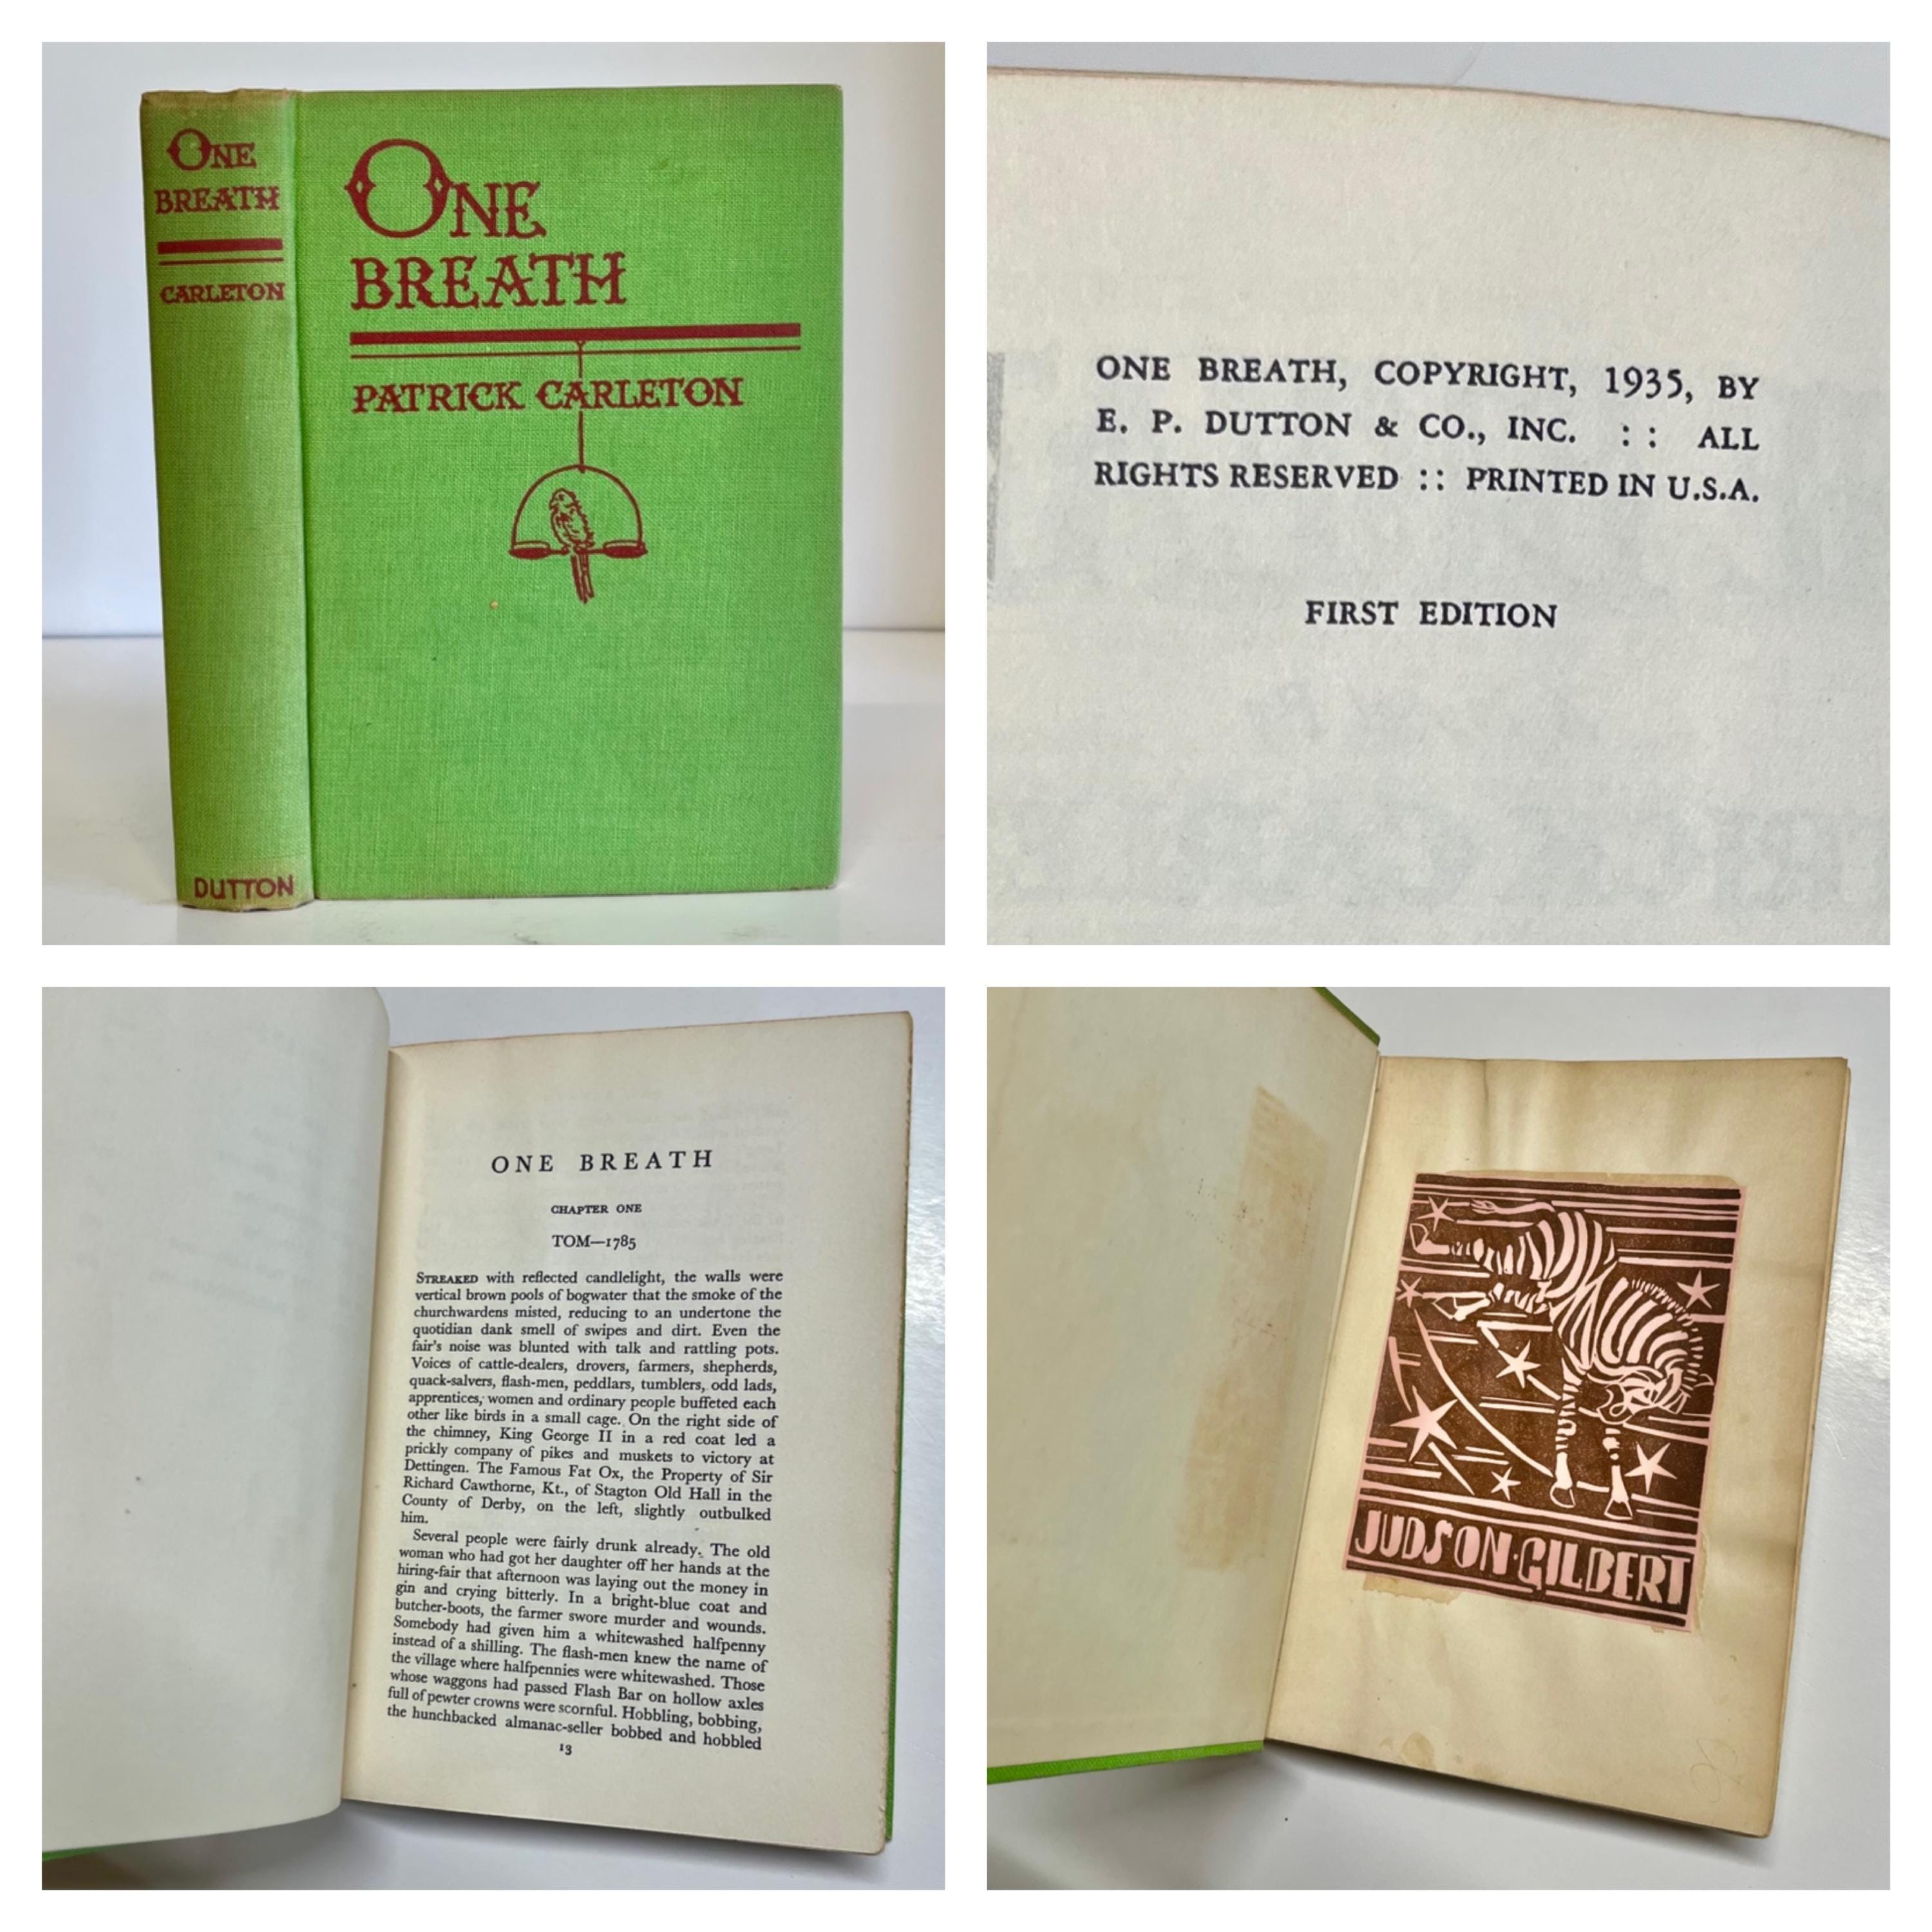 ONE
BREATH
CARLETON
DUTTON
ONE
BREATH
PATRICK CARLETON
ONE BREATH, COPYRIGHT, 1935, BY
E. P. DUTTON & CO., INC. :: ALL
RIGHTS RESERVED :: PRINTED IN U.S.A.
FIRST EDITION
ONE BREATH
CHAPTER ONE
TOM—1785
STREAKED with reflected candlelight, the walls were
vertical brown pools of bogwater that the smoke of the
churchwardens misted, reducing to an undertone the
quotidian dank smell of swipes and dirt. Even the
fair's noise was blunted with talk and rattling pots.
Voices of cattle-dealers, drovers, farmers, shepherds,
quack-salvers, flash-men, peddlars, tumblers, odd lads,
apprentices, women and ordinary people buffeted each
other like birds in a small cage. On the right side of
the chimney, King George II in a red coat led a
prickly company of pikes and muskets to victory at
Dettingen. The Famous Fat Ox, the Property of Sir
Richard Cawthorne, Kt., of Stagton Old Hall in the
County of Derby, on the left, slightly outbulked
him.
Several people were fairly drunk already. The old
woman who had got her daughter off her hands at the
hiring-fair that afternoon was laying out the money in
gin and crying bitterly. In a bright-blue coat and
butcher-boots, the farmer swore murder and wounds.
Somebody had given him a whitewashed halfpenny
instead of a shilling. The flash-men knew the name of
the village where halfpennies were whitewashed. Those
whose waggons had passed Flash Bar on hollow axles
full of pewter crowns were scornful. Hobbling, bobbing,
the hunchbacked almanac-seller bobbed and hobbled
13
JUDSON·GILBERT